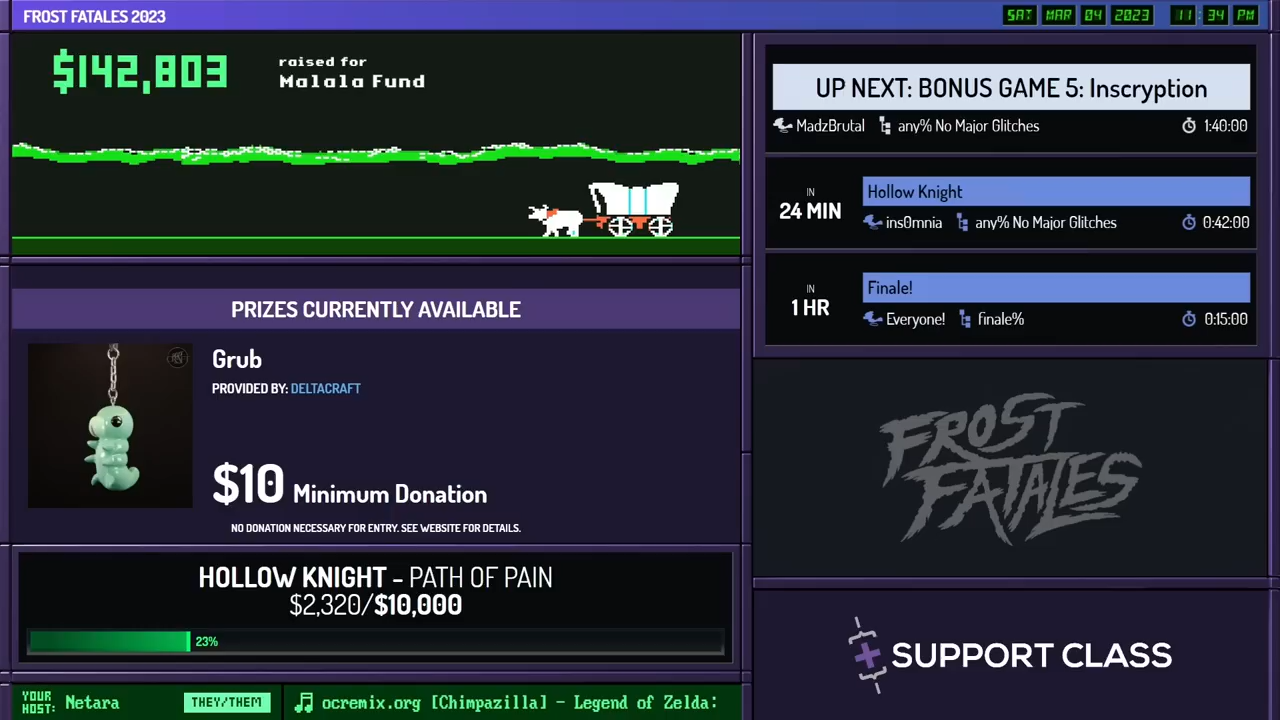 FROST FATALES 2023
SAT MAR 04 2023 11:34 PM
$142,803
raised for
Malala Fund
UP NEXT: BONUS GAME 5: Inscryption
MadzBrutal any% No Major Glitches 1:40:00
IN
24 MIN
Hollow Knight
ins0mnia any% No Major Glitches 0:42:00
IN
1 HR
Finale!
Everyone! finale% 0:15:00
PRIZES CURRENTLY AVAILABLE
Grub
PROVIDED BY: DELTACRAFT
$10 Minimum Donation
NO DONATION NECESSARY FOR ENTRY. SEE WEBSITE FOR DETAILS.
FROST
FATALES
HOLLOW KNIGHT - PATH OF PAIN
$2,320/$10,000
23%
SUPPORT CLASS
YOUR
HOST:
Netara THEY/THEM
ocremix.org [Chimpazilla] - Legend of Zelda: